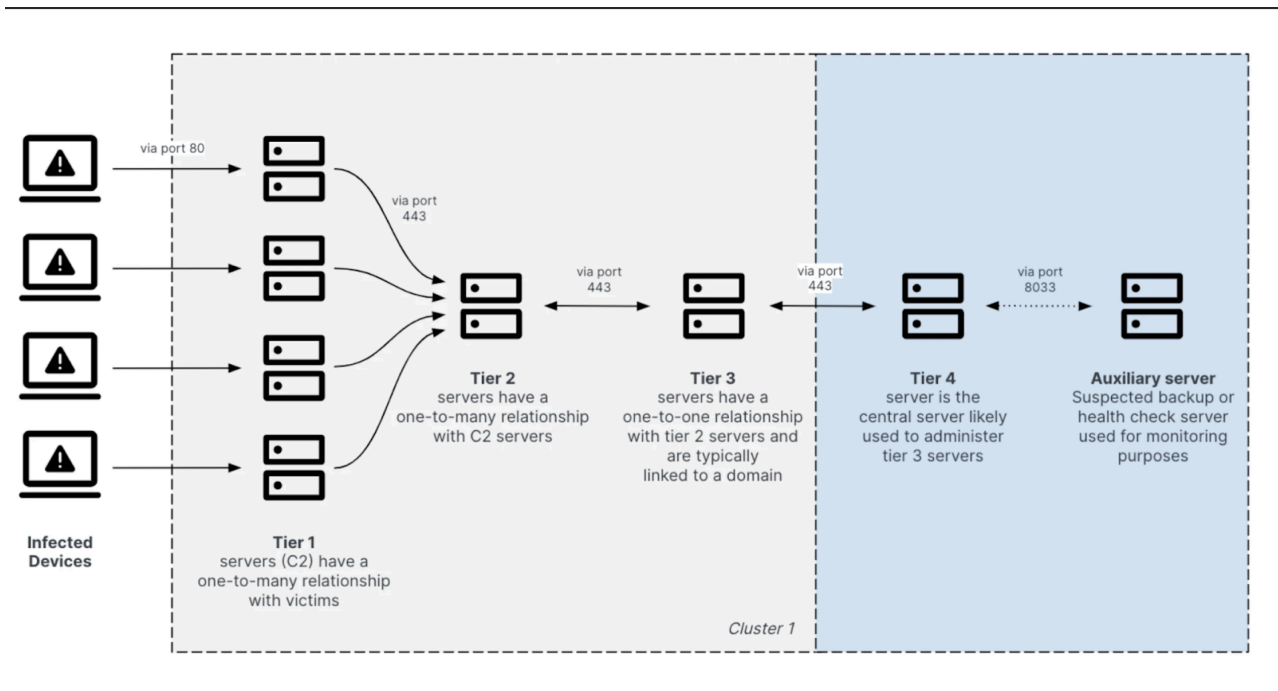 via port 80
via port
443
via port
443
via port
443
via port
8033
Infected
Devices
Tier 1
servers (C2) have a
one-to-many relationship
with victims
Tier 2
servers have a
one-to-many relationship
with C2 servers
Tier 3
servers have a
one-to-one relationship
with tier 2 servers and
are typically
linked to a domain
Tier 4
server is the
central server likely
used to administer
tier 3 servers
Auxiliary server
Suspected backup or
health check server
used for monitoring
purposes
Cluster 1